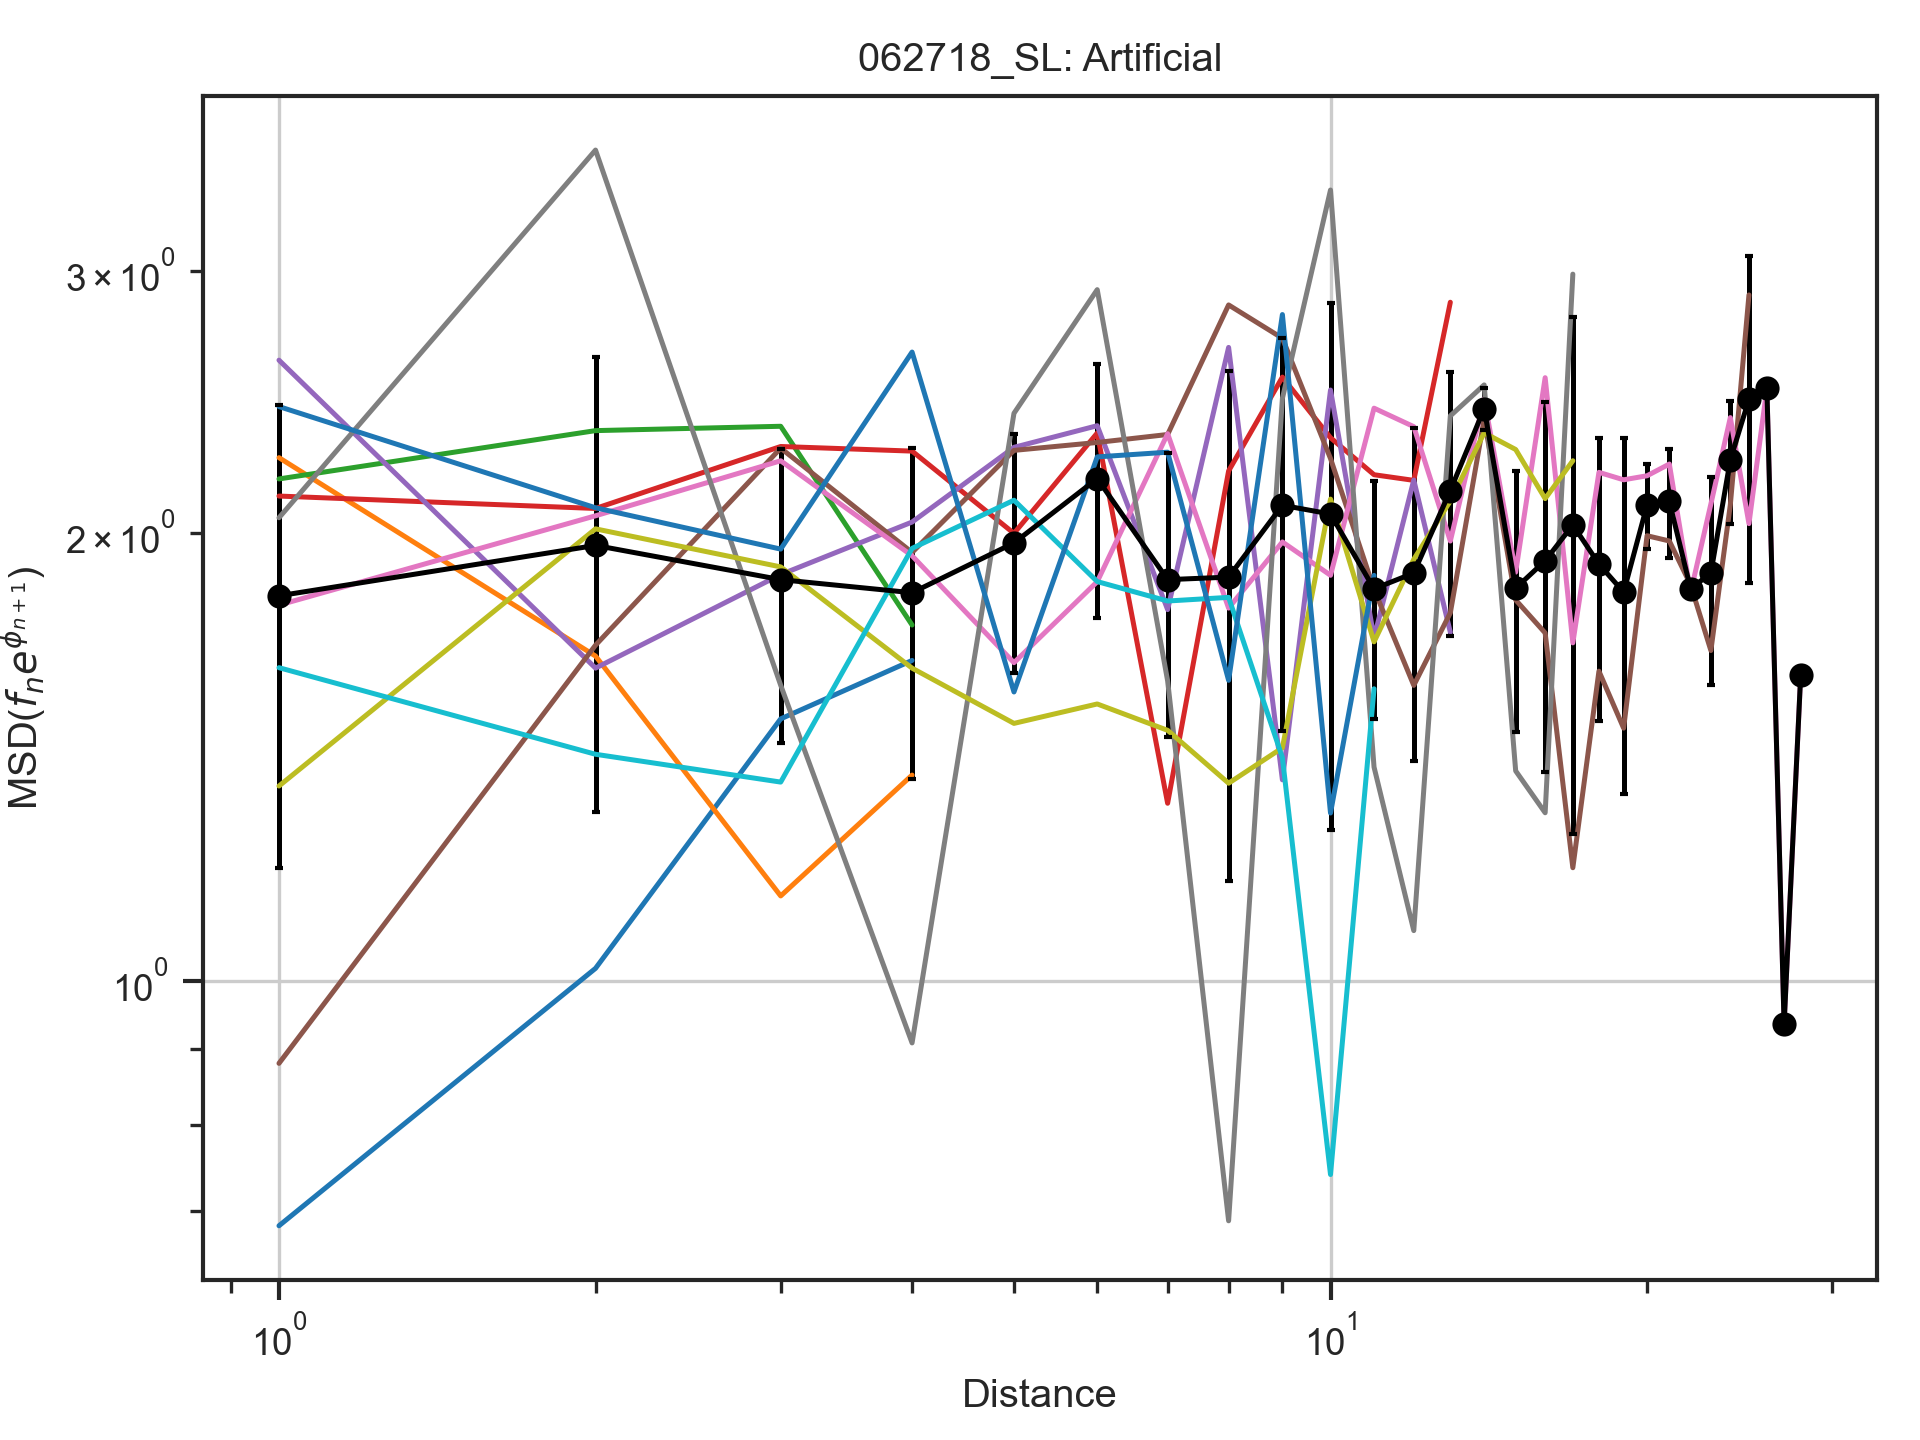 062718_SL: Artificial
3 × 10⁰
2 × 10⁰
10⁰
MSD(fₙe^ϕₙ₊₁)
10⁰ 10¹
Distance